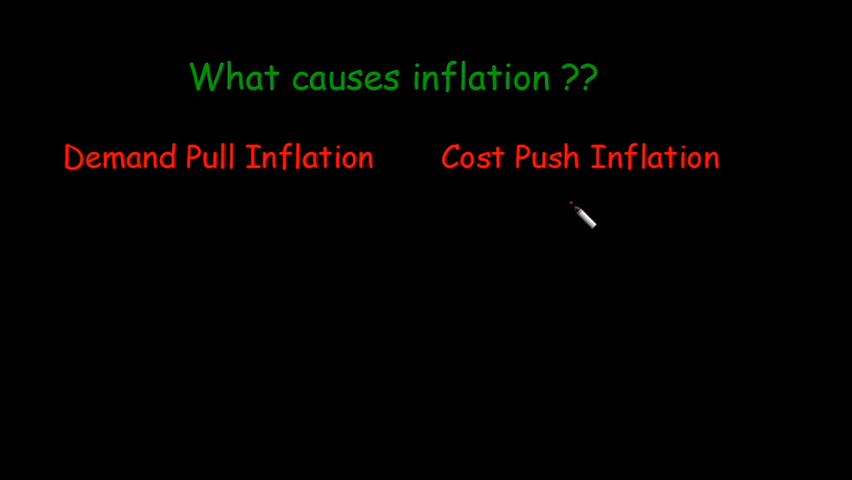 What causes inflation ??
Demand Pull Inflation Cost Push Inflation